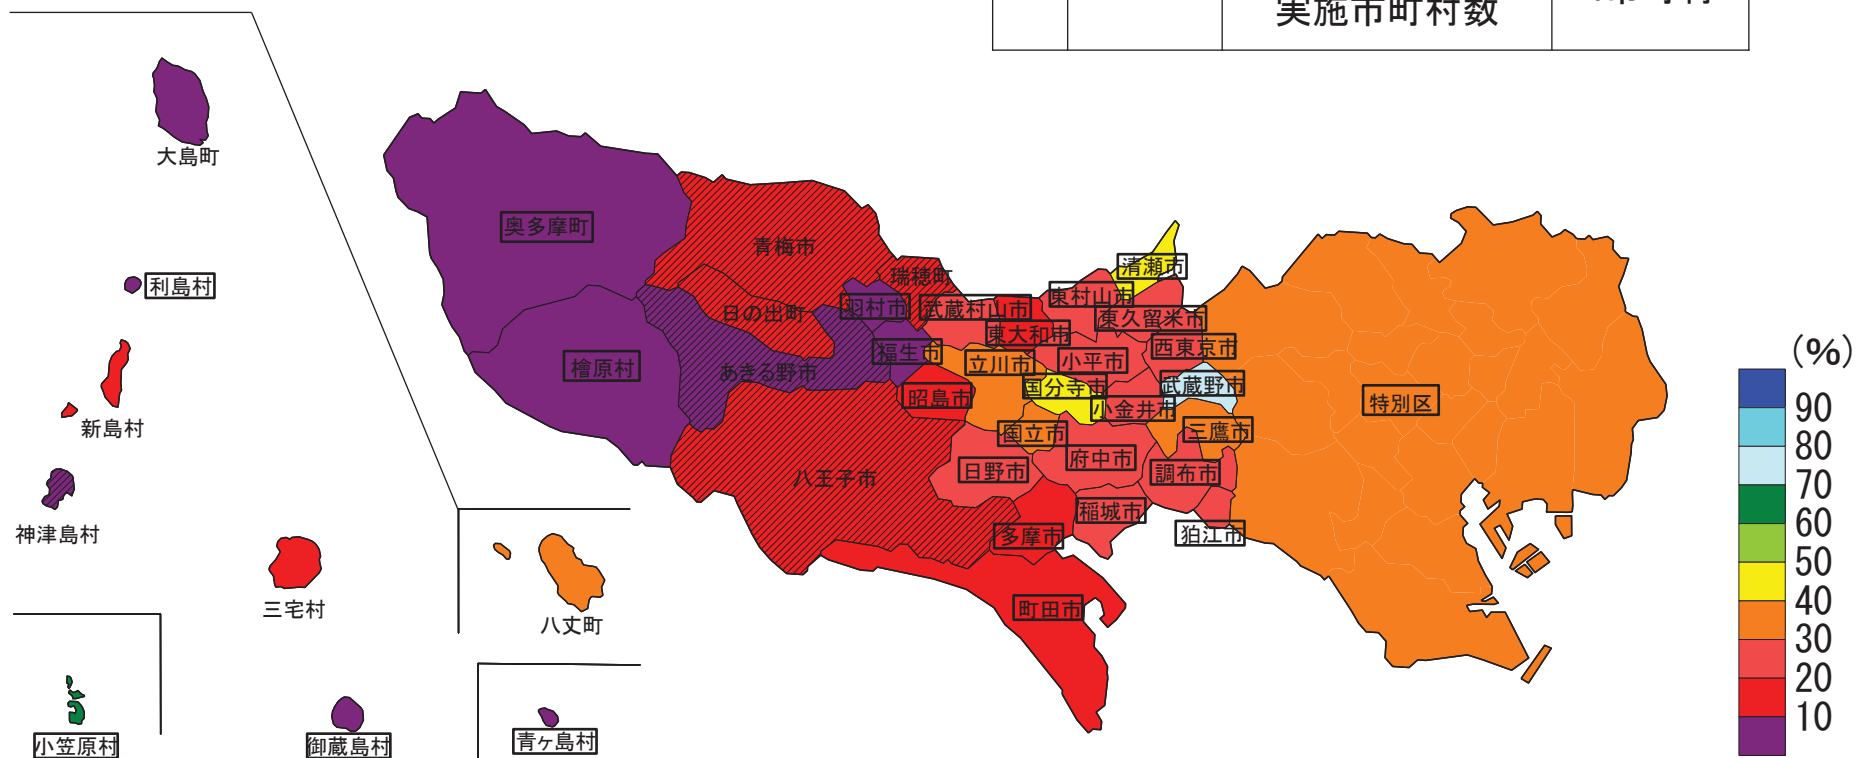 実施市町村数
大島町
利島村
新島村
神津島村
三宅村
八丈町
小笠原村
御蔵島村
青ヶ島村
奥多摩町
青梅市
瑞穂町
日の出町
羽村市
武蔵村山市
東村山市
清瀬市
東大和市
東久留米市
檜原村
あきる野市
福生市
立川市
小平市
西東京市
昭島市
国分寺市
小金井市
武蔵野市
特別区
国立市
三鷹市
八王子市
日野市
府中市
調布市
多摩市
稲城市
狛江市
町田市
(%)
90
80
70
60
50
40
30
20
10